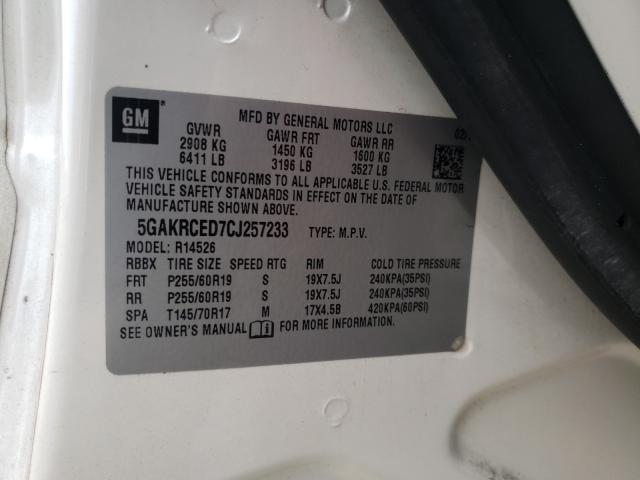 GM
MFD BY GENERAL MOTORS LLC
02/
GVWR GAWR FRT GAWR RR
2908 KG 1450 KG 1600 KG
6411 LB 3196 LB 3527 LB
THIS VEHICLE CONFORMS TO ALL APPLICABLE U.S. FEDERAL MOTOR
VEHICLE SAFETY STANDARDS IN EFFECT ON THE DATE OF
MANUFACTURE SHOWN ABOVE.
5GAKRCED7CJ257233 TYPE: M.P.V.
MODEL: R14526
RBBX TIRE SIZE SPEED RTG RIM COLD TIRE PRESSURE
FRT P255/60R19 S 19X7.5J 240KPA(35PSI)
RR P255/60R19 S 19X7.5J 240KPA(35PSI)
SPA T145/70R17 M 17X4.5B 420KPA(60PSI)
SEE OWNER'S MANUAL FOR MORE INFORMATION.